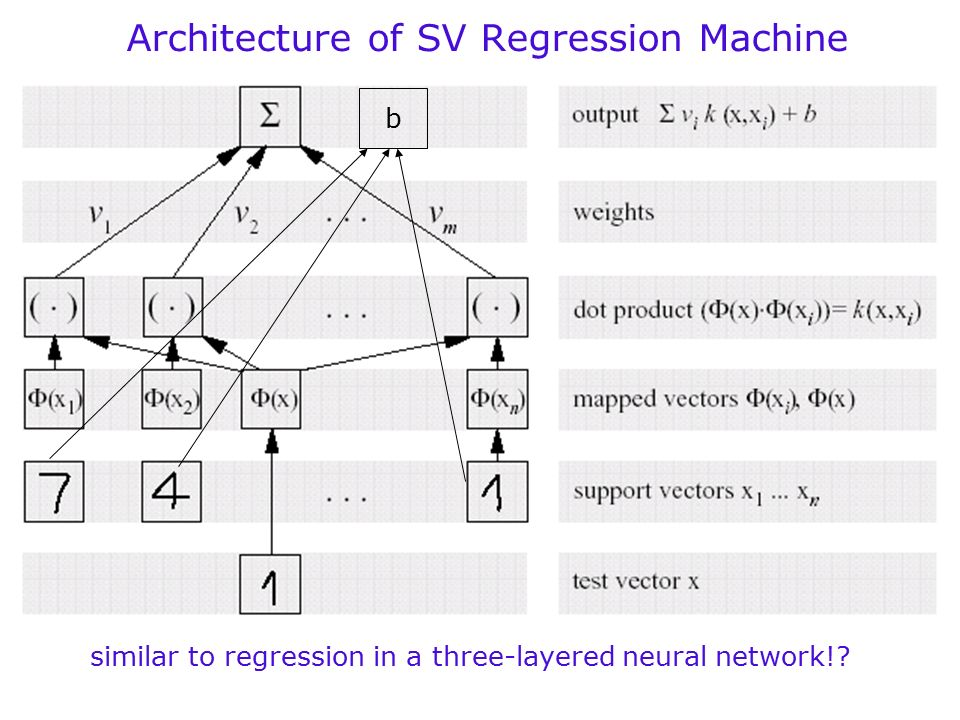 Architecture of SV Regression Machine
Σ b output Σ vᵢ k (x,xᵢ) + b
v₁ v₂ . . . vₘ weights
( · ) ( · ) . . . ( · ) dot product (Φ(x)·Φ(xᵢ))= k(x,xᵢ)
Φ(x₁) Φ(x₂) Φ(x) Φ(xₙ) mapped vectors Φ(xᵢ), Φ(x)
7 4 . . . 1 support vectors x₁ ... xₙ
1 test vector x
similar to regression in a three-layered neural network!?